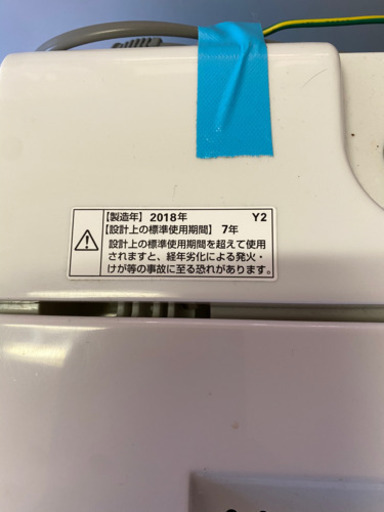 【製造年】2018年 Y2
【設計上の標準使用期間】7年
設計上の標準使用期間を超えて使用
されますと、経年劣化による発火・
けが等の事故に至る恐れがあります。